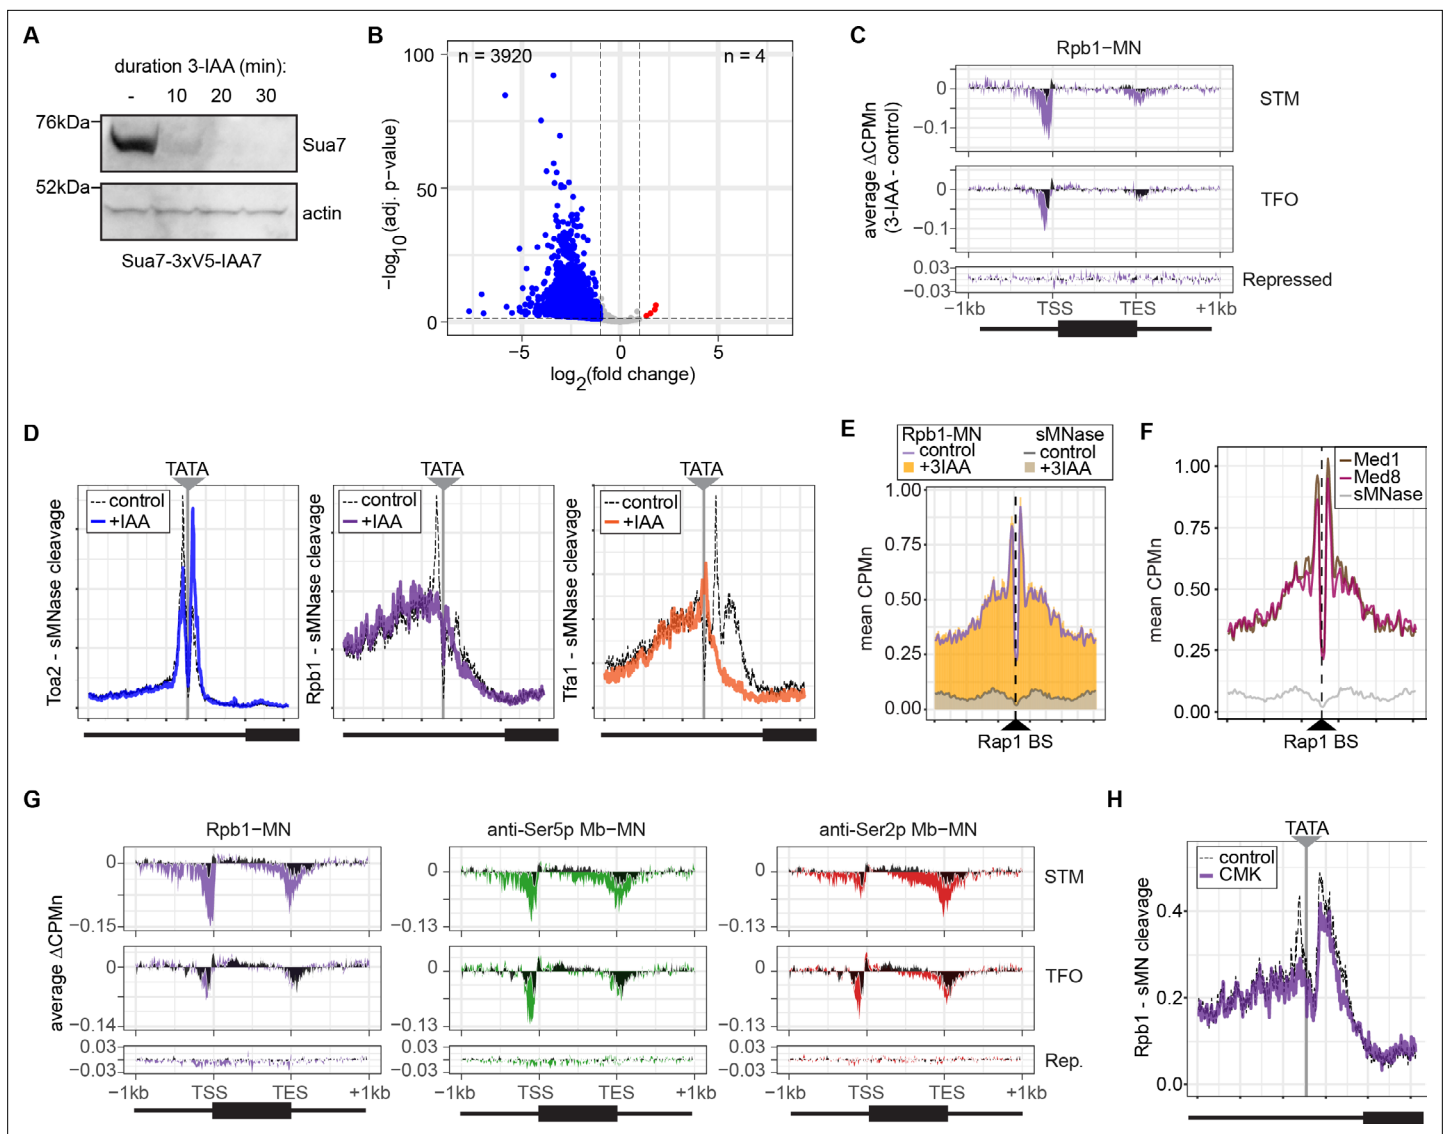 A
duration 3-IAA (min):
- 10 20 30
76kDa
Sua7
52kDa
actin
Sua7-3xV5-IAA7
B
n = 3920
n = 4
100
50
0
−log10(adj. p−value)
−5 0 5
log2(fold change)
C
Rpb1−MN
average ΔCPMn
(3-IAA - control)
0
−0.1
STM
0
−0.1
TFO
0.03
−0.03
Repressed
−1kb TSS TES +1kb
D
TATA
control
+IAA
Toa2 - sMNase cleavage
TATA
control
+IAA
Rpb1 - sMNase cleavage
TATA
control
+IAA
Tfa1 - sMNase cleavage
E
Rpb1-MN sMNase
control control
+3IAA +3IAA
1.00
0.75
0.50
0.25
0.00
mean CPMn
Rap1 BS
F
Med1
Med8
sMNase
1.00
0.75
0.50
0.25
0.00
mean CPMn
Rap1 BS
G
Rpb1−MN
anti-Ser5p Mb−MN
anti-Ser2p Mb−MN
average ΔCPMn
0
−0.15
0
−0.13
0
−0.13
STM
0
−0.14
0
−0.13
0
−0.13
TFO
0.03
−0.03
0.03
−0.03
0.03
−0.03
Rep.
−1kb TSS TES +1kb
−1kb TSS TES +1kb
−1kb TSS TES +1kb
H
TATA
control
CMK
0.4
0.2
0.0
Rpb1 - sMN cleavage